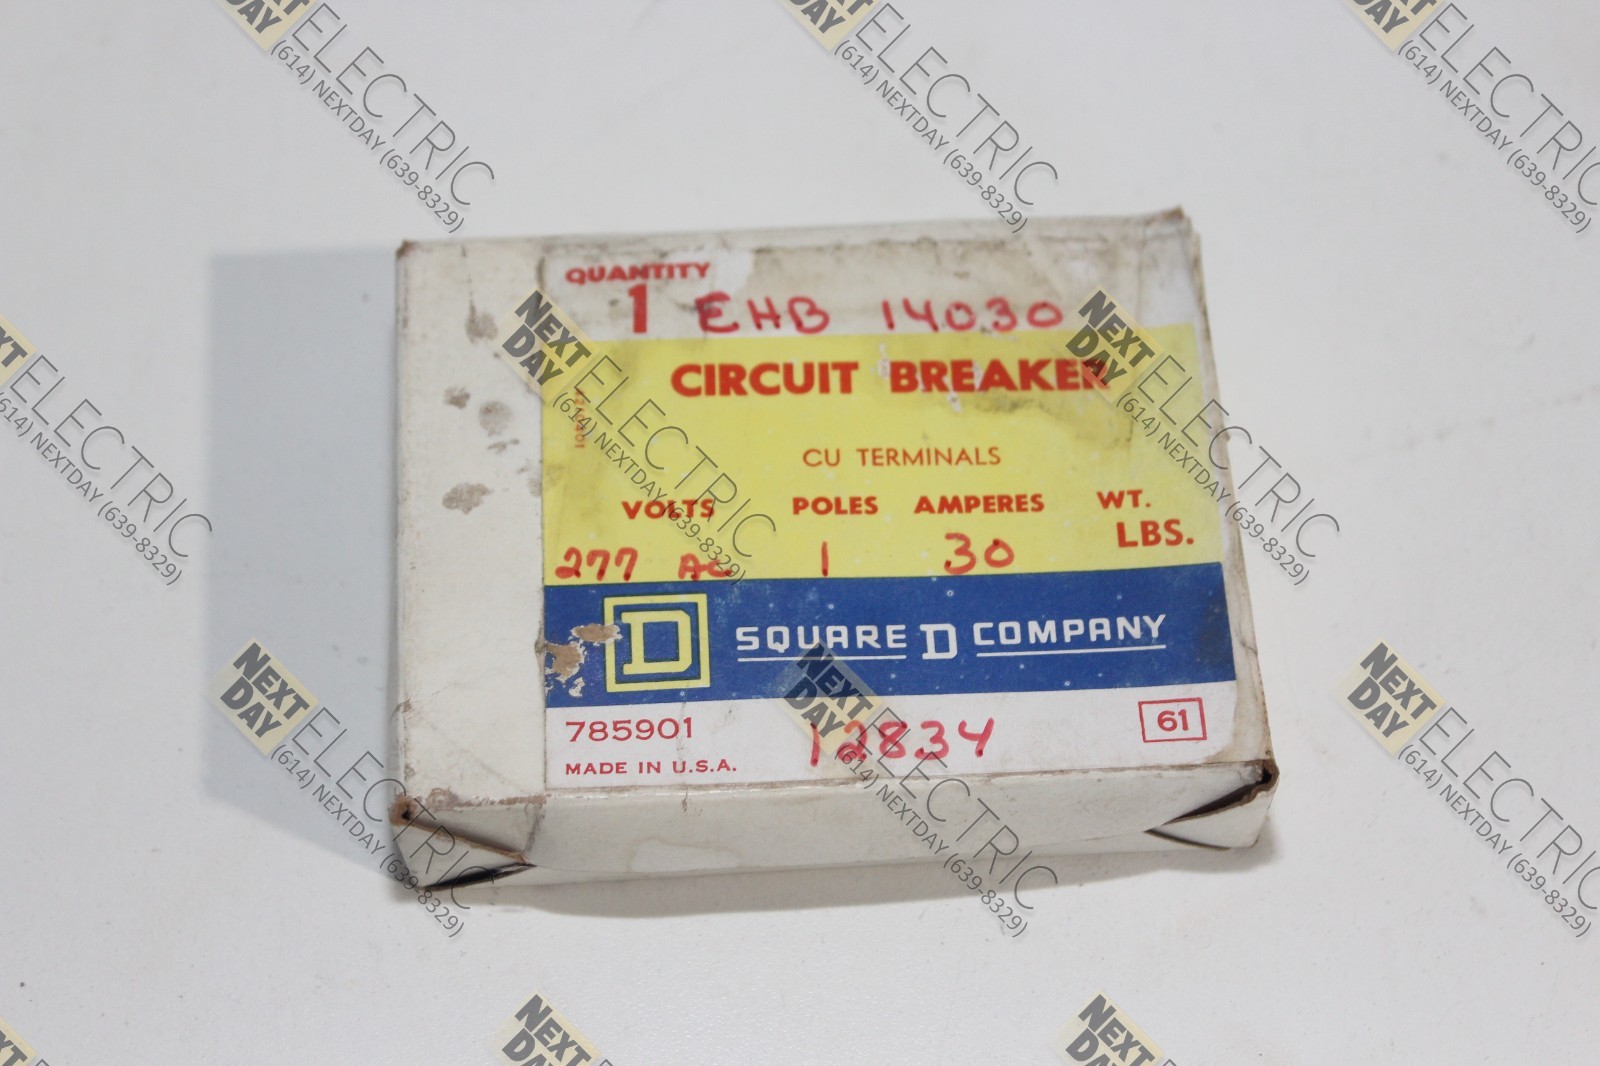 QUANTITY
1 EHB 14030
CIRCUIT BREAKER
CU TERMINALS
VOLTS POLES AMPERES WT.
LBS.
277 AC 1 30
D SQUARE D COMPANY
785901 12834 61
MADE IN U.S.A.
NEXT DAY ELECTRIC
(614) NEXTDAY (639-8329)